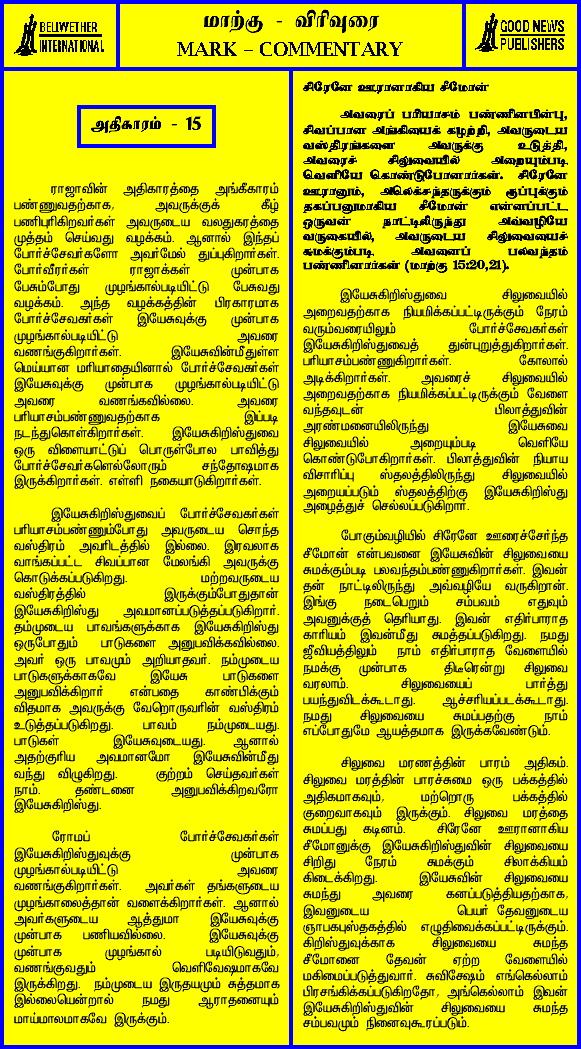 BELLWETHER
INTERNATIONAL
மாற்கு - விரிவுரை
MARK – COMMENTARY
GOOD NEWS
PUBLISHERS
அதிகாரம் - 15
ராஜாவின் அதிகாரத்தை அங்கீகாரம்
பண்ணுவதற்காக, அவருக்குக் கீழ்
பணிபுரிகிறவர்கள் அவருடைய வலதுகரத்தை
முத்தம் செய்வது வழக்கம். ஆனால் இந்தப்
போர்ச்சேவர்களோ அவர்மேல் துப்புகிறார்கள்.
போர்வீரர்கள் ராஜாக்கள் முன்பாக
பேசும்போது முழங்கால்படியிட்டு பேசுவது
வழக்கம். அந்த வழக்கத்தின் பிரகாரமாக
போர்ச்சேவகர்கள் இயேசுவுக்கு முன்பாக
முழங்கால்படியிட்டு அவரை
வணங்குகிறார்கள். இயேசுவின்மீதுள்ள
மெய்யான மரியாதையினால் போர்ச்சேவகர்கள்
இயேசுவுக்கு முன்பாக முழங்கால்படியிட்டு
அவரை வணங்கவில்லை. அவரை
பரியாசம்பண்ணுவதற்காக இப்படி
நடந்துகொள்கிறார்கள். இயேசுகிறிஸ்துவை
ஒரு விளையாட்டுப் பொருள்போல பாவித்து
போர்ச்சேவர்களெல்லோரும் சந்தோஷமாக
இருக்கிறார்கள். எள்ளி நகையாடுகிறார்கள்.
இயேசுகிறிஸ்துவைப் போர்ச்சேவகர்கள்
பரியாசம்பண்ணும்போது அவருடைய சொந்த
வஸ்திரம் அவரிடத்தில் இல்லை. இரவலாக
வாங்கப்பட்ட சிவப்பான மேலங்கி அவருக்கு
கொடுக்கப்படுகிறது. மற்றவருடைய
வஸ்திரத்தில் இருக்கும்போதுதான்
இயேசுகிறிஸ்து அவமானப்படுத்தப்படுகிறார்.
தம்முடைய பாவங்களுக்காக இயேசுகிறிஸ்து
ஒருபோதும் பாடுகளை அனுபவிக்கவில்லை.
அவர் ஒரு பாவமும் அறியாதவர். நம்முடைய
பாடுகளுக்காகவே இயேசு பாடுகளை
அனுபவிக்கிறார் என்பதை காண்பிக்கும்
விதமாக அவருக்கு வேறொருவரின் வஸ்திரம்
உடுத்தப்படுகிறது. பாவம் நம்முடையது.
பாடுகள் இயேசுவுடையது. ஆனால்
அதற்குரிய அவமானமோ இயேசுவின்மீது
வந்து விழுகிறது. குற்றம் செய்தவர்கள்
நாம். தண்டனை அனுபவிக்கிறவரோ
இயேசுகிறிஸ்து.
ரோமப் போர்ச்சேவகர்கள்
இயேசுகிறிஸ்துவுக்கு முன்பாக
முழங்கால்படியிட்டு அவரை
வணங்குகிறார்கள். அவர்கள் தங்களுடைய
முழங்காலைத்தான் வளைக்கிறார்கள். ஆனால்
அவர்களுடைய ஆத்துமா இயேசுவுக்கு
முன்பாக பணியவில்லை. இயேசுவுக்கு
முன்பாக முழங்கால் படியிடுவதும்,
வணங்குவதும் வெளிவேஷமாகவே
இருக்கிறது. நம்முடைய இருதயமும் சுத்தமாக
இல்லையென்றால் நமது ஆராதனையும்
மாய்மாலமாகவே இருக்கும்.
சிரேனே ஊரானாகிய சீமோன்
அவரைப் பரியாசம் பண்ணினபின்பு,
சிவப்பான அங்கியைக் கழற்றி, அவருடைய
வஸ்திரங்களை அவருக்கு உடுத்தி,
அவரைச் சிலுவையில் அறையும்படி
வெளியே கொண்டுபோனார்கள். சிரேனே
ஊரானும், அலெக்சந்தருக்கும் ரூப்புக்கும்
தகப்பனுமாகிய சீமோன் என்னப்பட்ட
ஒருவன் நாட்டிலிருந்து அவ்வழியே
வருகையில், அவருடைய சிலுவையைச்
சுமக்கும்படி அவனைப் பலவந்தம்
பண்ணினார்கள் (மாற்கு 15:20,21).
இயேசுகிறிஸ்துவை சிலுவையில்
அறைவதற்காக நியமிக்கப்பட்டிருக்கும் நேரம்
வரும்வரையிலும் போர்ச்சேவகர்கள்
இயேசுகிறிஸ்துவைத் துன்புறுத்துகிறார்கள்.
பரியாசம்பண்ணுகிறார்கள். கோலால்
அடிக்கிறார்கள். அவரைச் சிலுவையில்
அறைவதற்காக நியமிக்கப்பட்டிருக்கும் வேளை
வந்தவுடன் பிலாத்துவின்
அரண்மனையிலிருந்து இயேசுவை
சிலுவையில் அறையும்படி வெளியே
கொண்டுபோகிறார்கள். பிலாத்துவின் நியாய
விசாரிப்பு ஸ்தலத்திலிருந்து சிலுவையில்
அறையப்படும் ஸ்தலத்திற்கு இயேசுகிறிஸ்து
அழைத்துச் செல்லப்படுகிறார்.
போகும்வழியில் சிரேனே ஊரைச்சேர்ந்த
சீமோன் என்பவனை இயேசுவின் சிலுவையை
சுமக்கும்படி பலவந்தம்பண்ணுகிறார்கள். இவன்
தன் நாட்டிலிருந்து அவ்வழியே வருகிறான்.
இங்கு நடைபெறும் சம்பவம் எதுவும்
அவனுக்குத் தெரியாது. இவன் எதிர்பாராத
காரியம் இவன்மீது சுமத்தப்படுகிறது. நமது
ஜீவியத்திலும் நாம் எதிர்பாராத வேளையில்
நமக்கு முன்பாக திடீரென்று சிலுவை
வரலாம். சிலுவையைப் பார்த்து
பயந்துவிடக்கூடாது. ஆச்சரியப்படக்கூடாது.
நமது சிலுவையை சுமப்பதற்கு நாம்
எப்போதுமே ஆயத்தமாக இருக்கவேண்டும்.
சிலுவை மரணத்தின் பாரம் அதிகம்.
சிலுவை மரத்தின் பாரச்சுமை ஒரு பக்கத்தில்
அதிகமாகவும், மற்றொரு பக்கத்தில்
குறைவாகவும் இருக்கும். சிலுவை மரத்தை
சுமப்பது கடினம். சிரேனே ஊரானாகிய
சீமோனுக்கு இயேசுகிறிஸ்துவின் சிலுவையை
சிறிது நேரம் சுமக்கும் சிலாக்கியம்
கிடைக்கிறது. இயேசுவின் சிலுவையை
சுமந்து அவரை கனப்படுத்தியதற்காக,
இவனுடைய பெயர் தேவனுடைய
ஞாபகபுஸ்தகத்தில் எழுதிவைக்கப்பட்டிருக்கும்.
கிறிஸ்துவுக்காக சிலுவையை சுமந்த
சீமோனை தேவன் ஏற்ற வேளையில்
மகிமைப்படுத்துவார். சுவிசேஷம் எங்கெல்லாம்
பிரசங்கிக்கப்படுகிறதோ, அங்கெல்லாம் இவன்
இயேசுகிறிஸ்துவின் சிலுவையை சுமந்த
சம்பவமும் நினைவுகூரப்படும்.